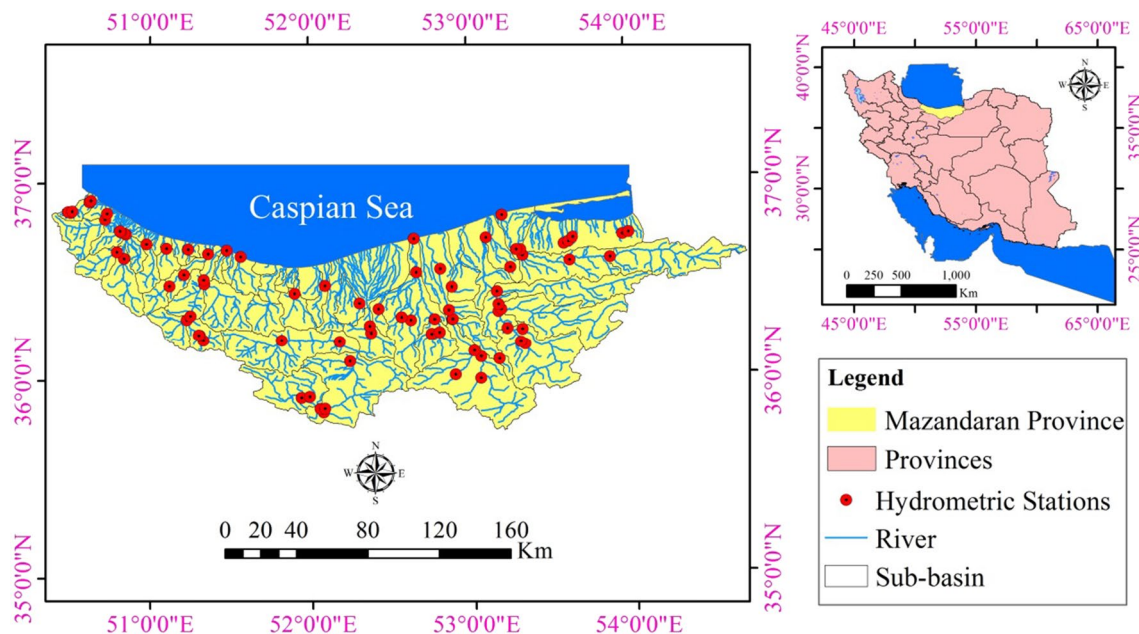 51°0'0"E 52°0'0"E 53°0'0"E 54°0'0"E
37°0'0"N
36°0'0"N
35°0'0"N
Caspian Sea
N
W E
S
0 20 40 80 120 160
Km
37°0'0"N
36°0'0"N
35°0'0"N
51°0'0"E 52°0'0"E 53°0'0"E 54°0'0"E
45°0'0"E 55°0'0"E 65°0'0"E
40°0'0"N
30°0'0"N
N
W E
S
35°0'0"N
25°0'0"N
0 250 500 1,000
Km
45°0'0"E 55°0'0"E 65°0'0"E
Legend
Mazandaran Province
Provinces
Hydrometric Stations
River
Sub-basin